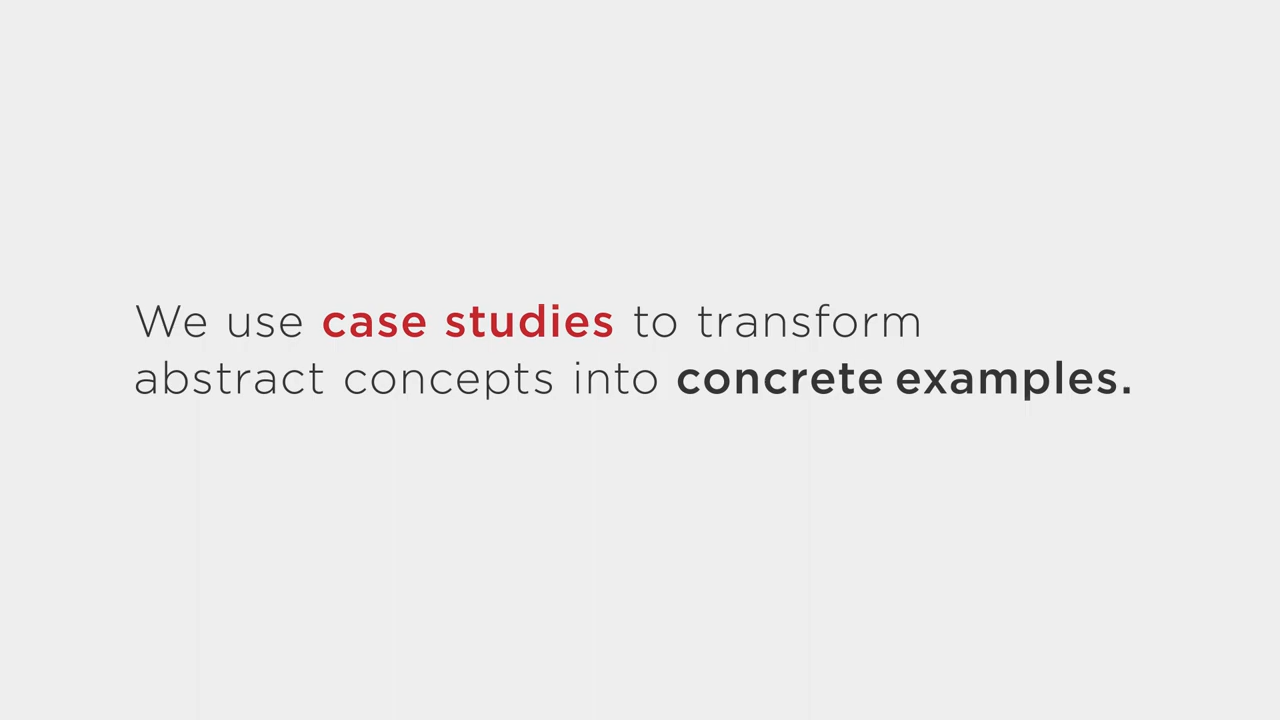 We use case studies to transform
abstract concepts into concrete examples.